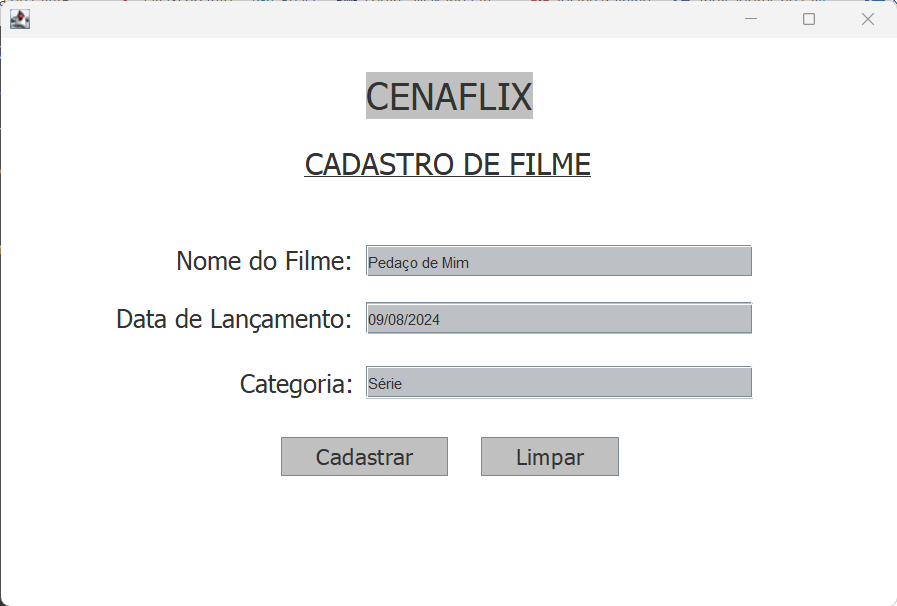 CENAFLIX
CADASTRO DE FILME
Nome do Filme: Pedaço de Mim
Data de Lançamento: 09/08/2024
Categoria: Série
Cadastrar Limpar